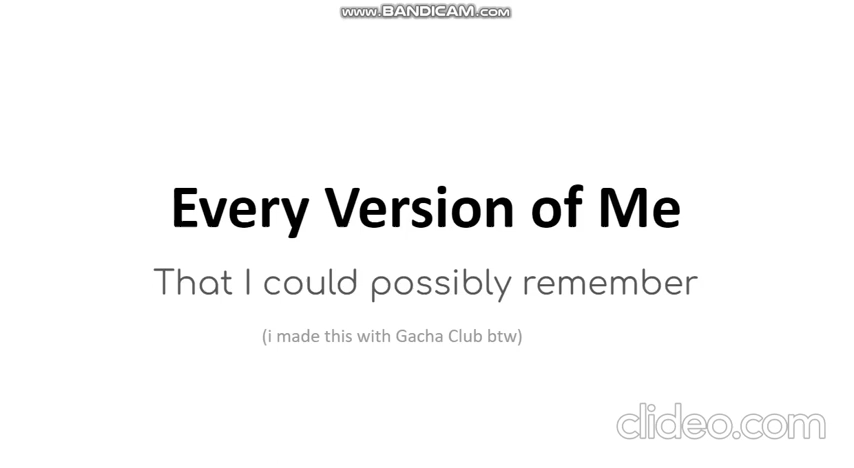 www.BANDICAM.com
Every Version of Me
That I could possibly remember
(i made this with Gacha Club btw)
clideo.com